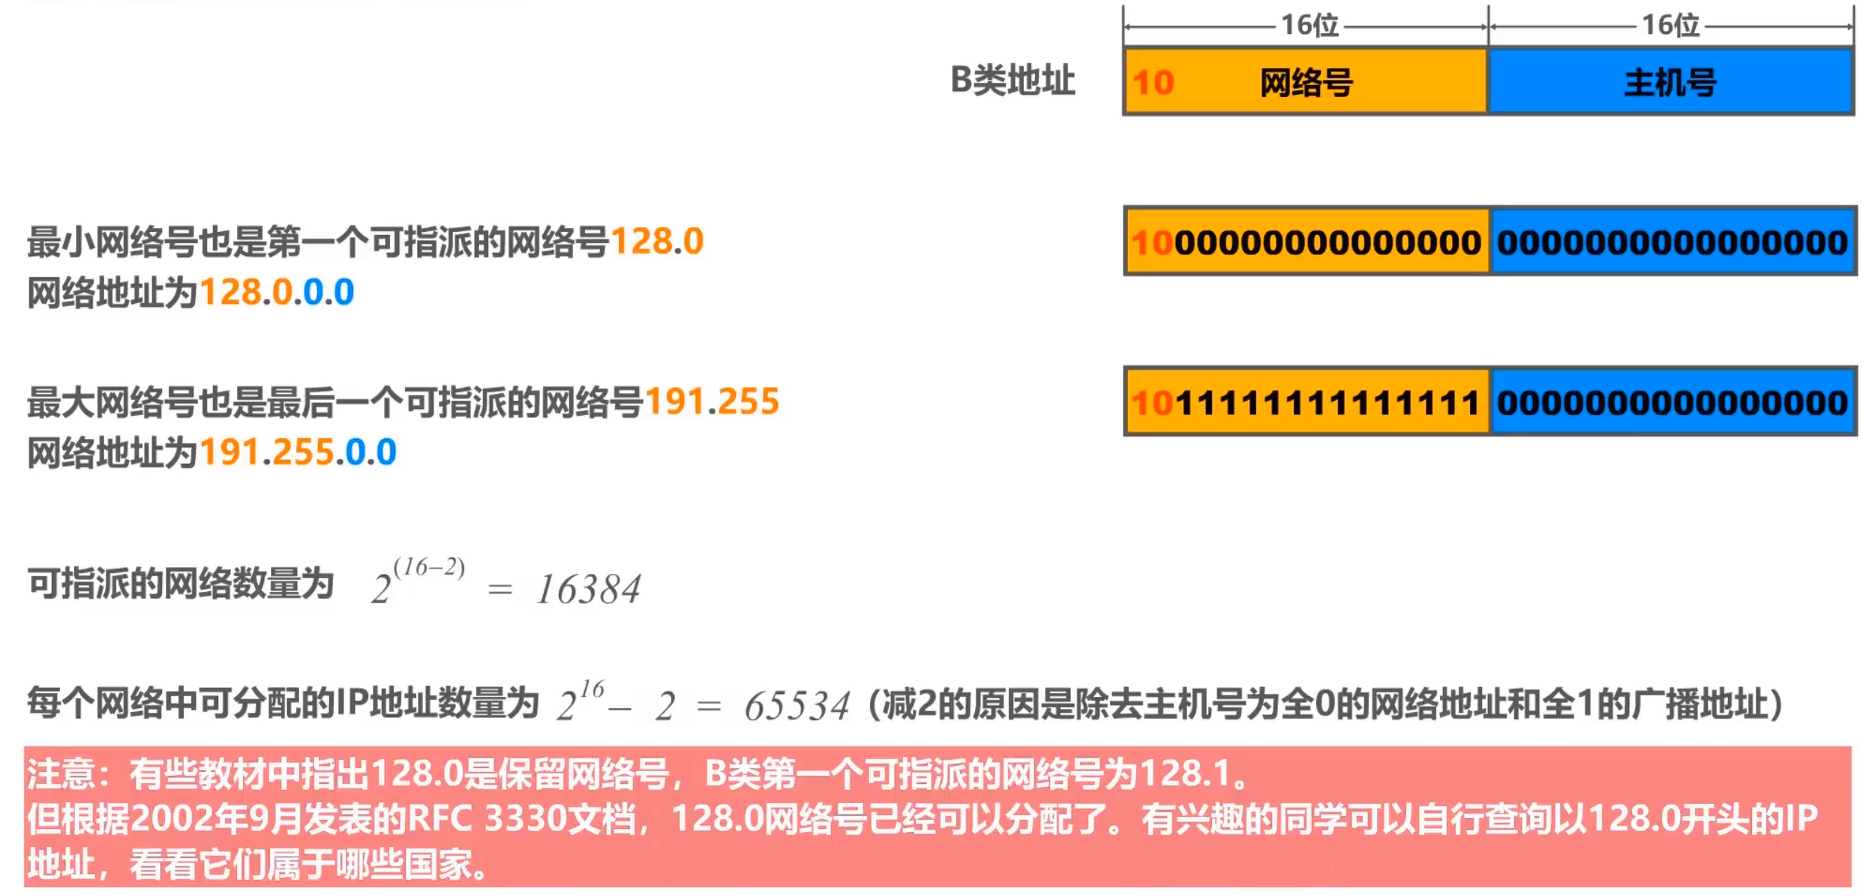 16位 16位
B类地址 10 网络号 主机号
最小网络号也是第一个可指派的网络号128.0
网络地址为128.0.0.0
1000000000000000 0000000000000000
最大网络号也是最后一个可指派的网络号191.255
网络地址为191.255.0.0
1011111111111111 0000000000000000
可指派的网络数量为 2^(16−2) = 16384
每个网络中可分配的IP地址数量为 2^16 − 2 = 65534（减2的原因是除去主机号为全0的网络地址和全1的广播地址）
注意：有些教材中指出128.0是保留网络号，B类第一个可指派的网络号为128.1。
但根据2002年9月发表的RFC 3330文档，128.0网络号已经可以分配了。有兴趣的同学可以自行查询以128.0开头的IP
地址，看看它们属于哪些国家。